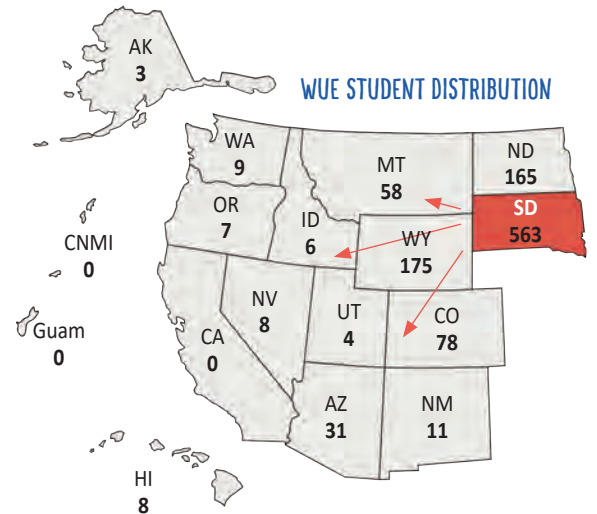 AK
3
WUE STUDENT DISTRIBUTION
WA
9
MT
58
ND
165
OR
7
ID
6
SD
563
WY
175
CNMI
0
Guam
0
CA
0
NV
8
UT
4
CO
78
AZ
31
NM
11
HI
8